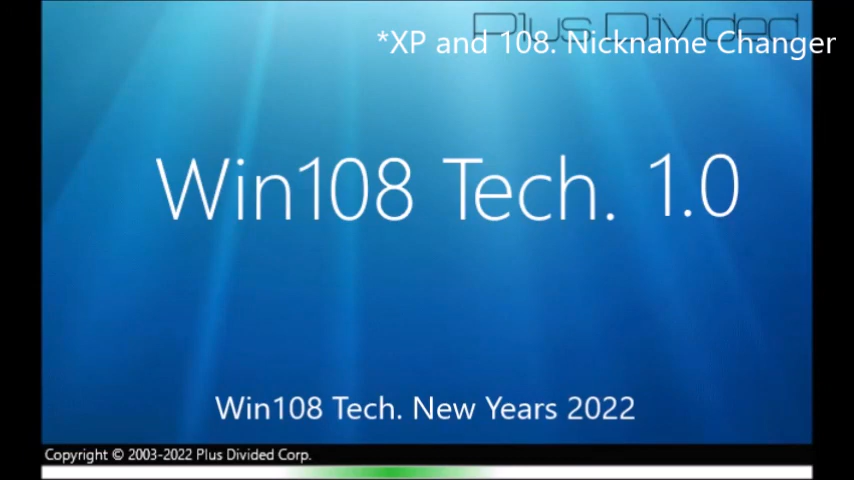 Plus Divided
*XP and 108. Nickname Changer
Win108 Tech. 1.0
Win108 Tech. New Years 2022
Copyright © 2003-2022 Plus Divided Corp.